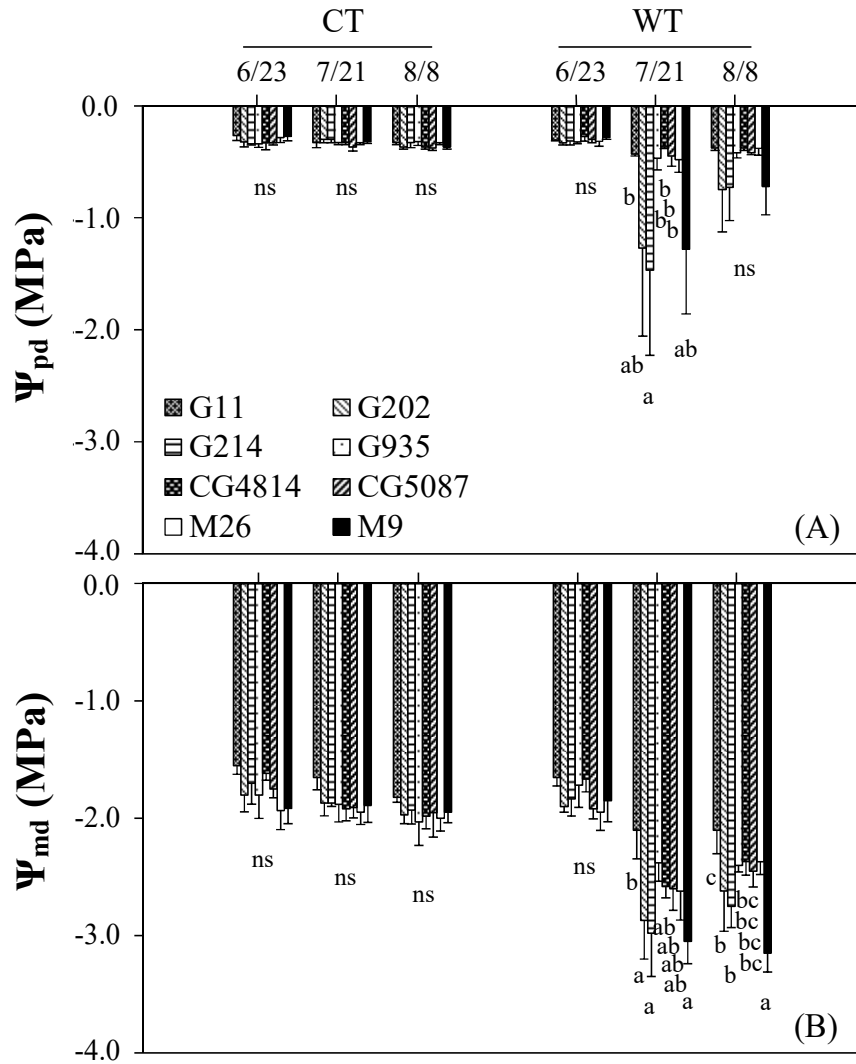 CT WT
6/23 7/21 8/8 6/23 7/21 8/8
0.0
-1.0
-2.0
-3.0
-4.0
Ψpd (MPa)
ns ns ns ns
b b b b b
ns
ab ab
a
G11 G202
G214 G935
CG4814 CG5087
M26 M9
(A)
0.0
-1.0
-2.0
-3.0
-4.0
Ψmd (MPa)
ns ns ns ns
b c
ab bc
ab bc
ab bc
ab bc
b
b
a a a a
(B)